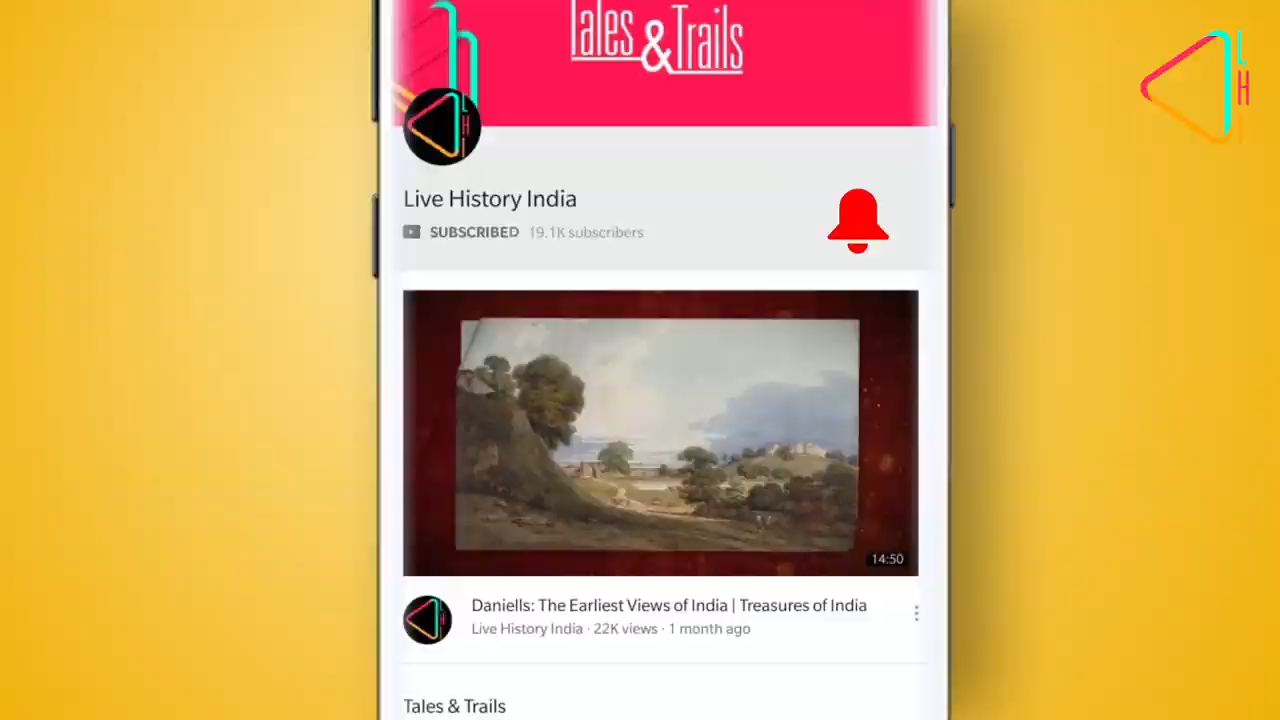 Tales & Trails
L
H
I
L
H
I
Live History India
SUBSCRIBED 19.1K subscribers
14:50
Daniells: The Earliest Views of India | Treasures of India
Live History India · 22K views · 1 month ago
Tales & Trails